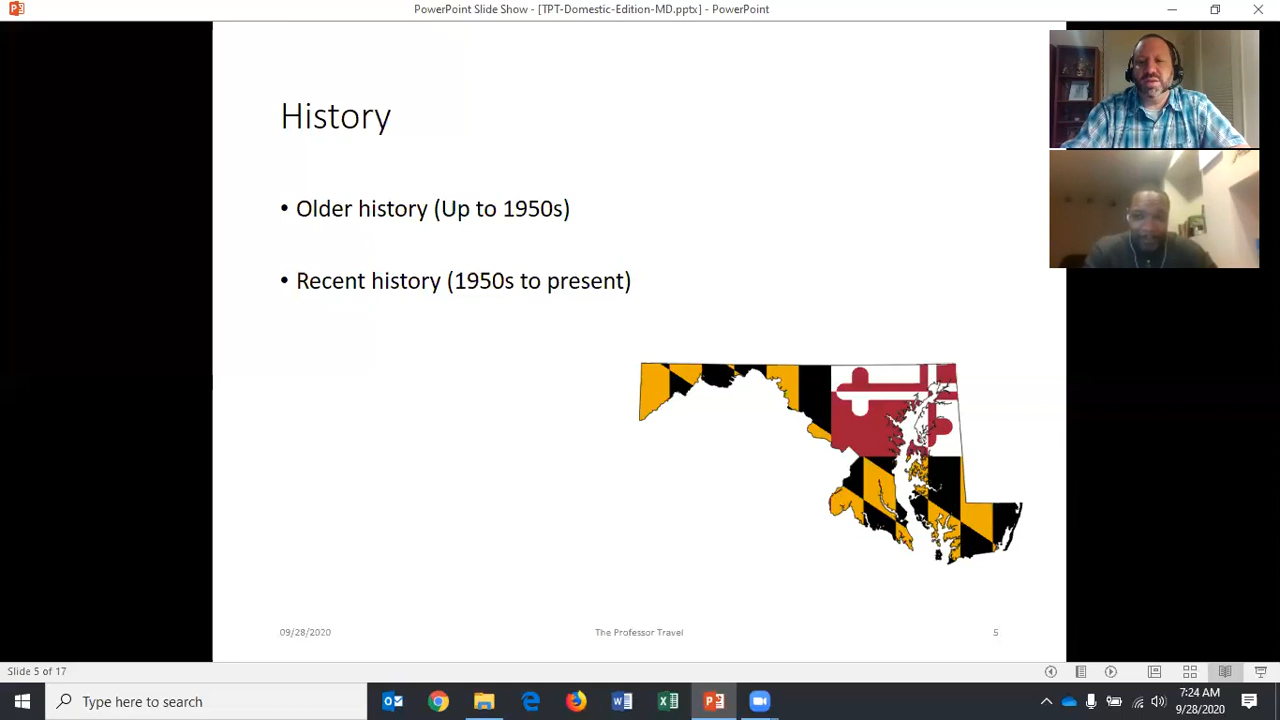 PowerPoint Slide Show - [TPT-Domestic-Edition-MD.pptx] - PowerPoint
History
• Older history (Up to 1950s)
• Recent history (1950s to present)
09/28/2020
The Professor Travel
5
Slide 5 of 17
Type here to search
7:24 AM
9/28/2020